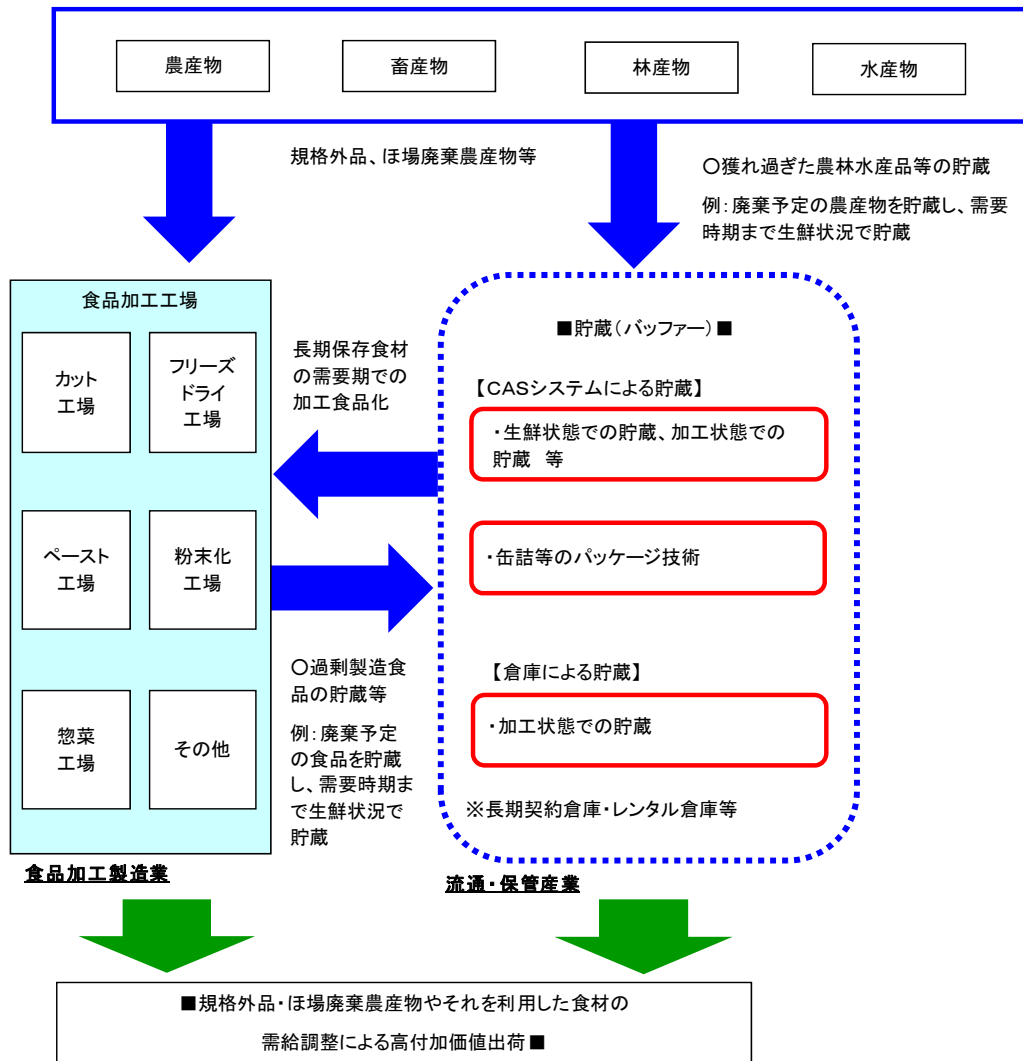 農産物
畜産物
林産物
水産物
規格外品、ほ場廃棄農産物等
〇獲れ過ぎた農林水産品等の貯蔵
例：廃棄予定の農産物を貯蔵し、需要
時期まで生鮮状況で貯蔵
食品加工工場
カット
工場
フリーズ
ドライ
工場
ペースト
工場
粉末化
工場
惣菜
工場
その他
長期保存食材
の需要期での
加工食品化
〇過剰製造食
品の貯蔵等
例：廃棄予定
の食品を貯蔵
し、需要時期ま
で生鮮状況で
貯蔵
■貯蔵（バッファー）■
【CASシステムによる貯蔵】
・生鮮状態での貯蔵、加工状態での
貯蔵　等
・缶詰等のパッケージ技術
【倉庫による貯蔵】
・加工状態での貯蔵
※長期契約倉庫・レンタル倉庫等
食品加工製造業
流通・保管産業
■規格外品・ほ場廃棄農産物やそれを利用した食材の
需給調整による高付加価値出荷■